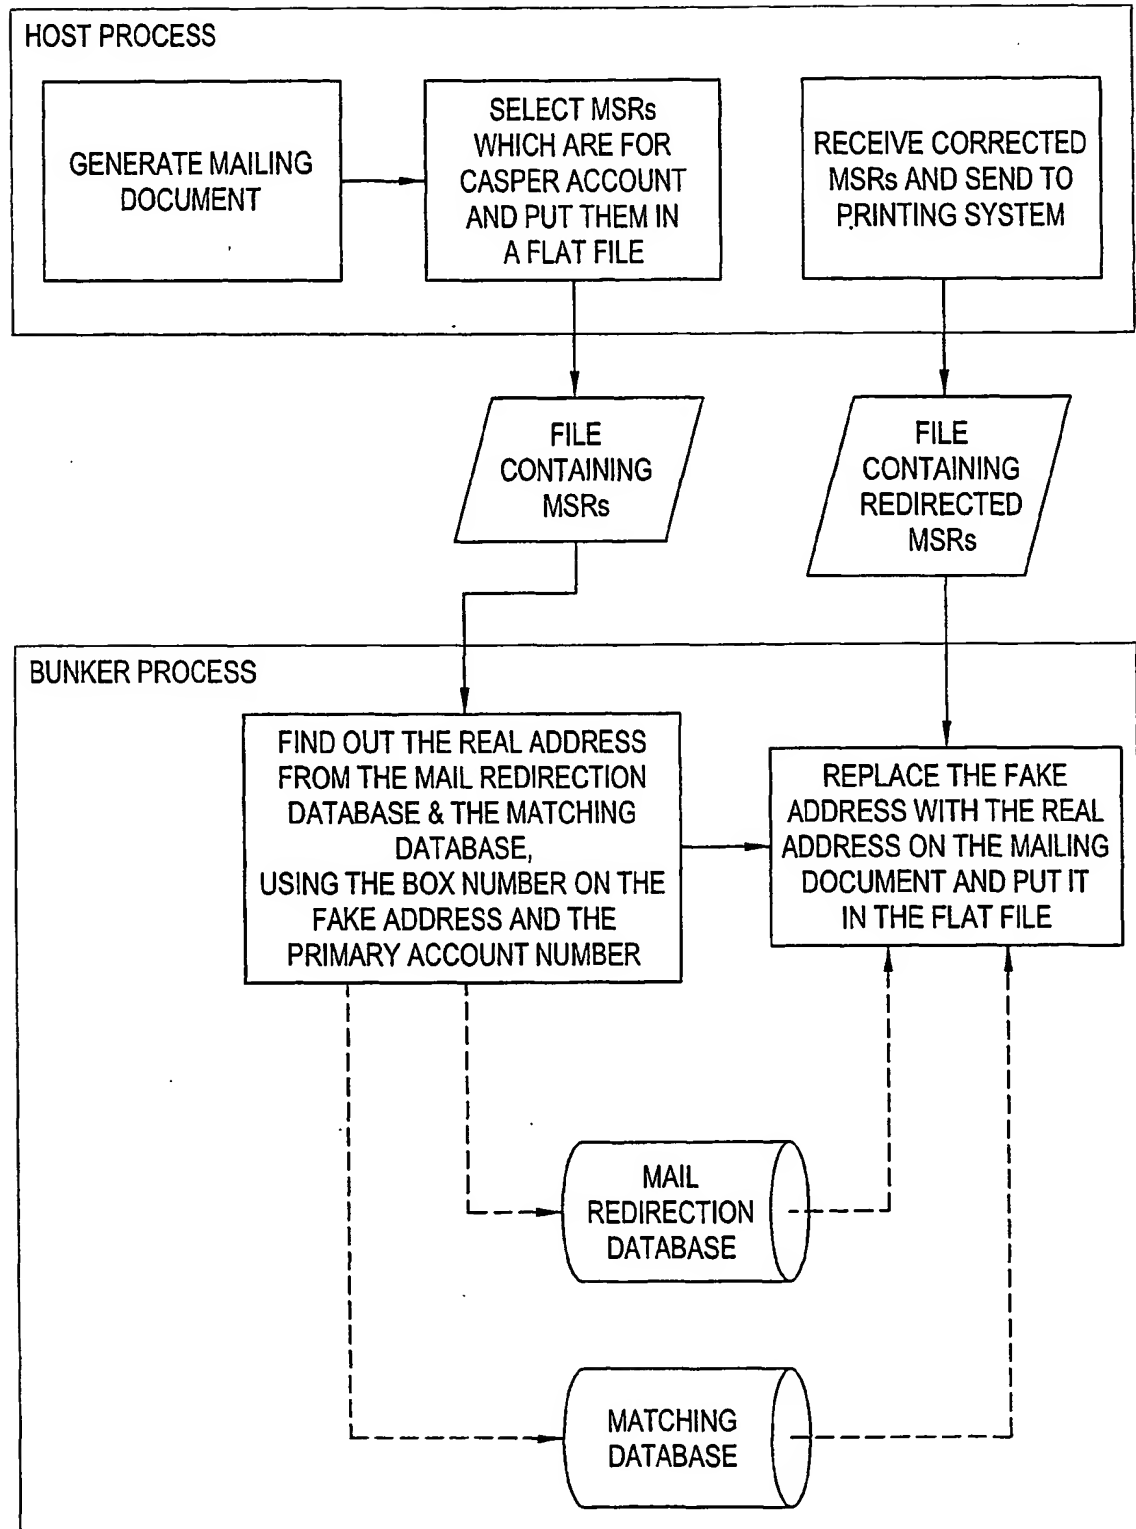 HOST PROCESS
GENERATE MAILING
DOCUMENT
SELECT MSRs
WHICH ARE FOR
CASPER ACCOUNT
AND PUT THEM IN
A FLAT FILE
RECEIVE CORRECTED
MSRs AND SEND TO
PRINTING SYSTEM
FILE
CONTAINING
MSRs
FILE
CONTAINING
REDIRECTED
MSRs
BUNKER PROCESS
FIND OUT THE REAL ADDRESS
FROM THE MAIL REDIRECTION
DATABASE & THE MATCHING
DATABASE,
USING THE BOX NUMBER ON THE
FAKE ADDRESS AND THE
PRIMARY ACCOUNT NUMBER
REPLACE THE FAKE
ADDRESS WITH THE REAL
ADDRESS ON THE MAILING
DOCUMENT AND PUT IT
IN THE FLAT FILE
MAIL
REDIRECTION
DATABASE
MATCHING
DATABASE